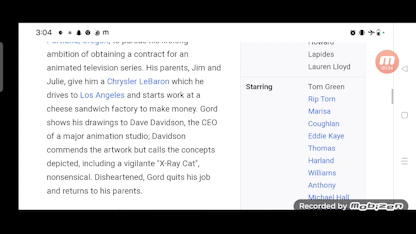 3:04
Portland, Oregon, to pursue his lifelong
ambition of obtaining a contract for an
animated television series. His parents, Jim and
Julie, give him a Chrysler LeBaron which he
drives to Los Angeles and starts work at a
cheese sandwich factory to make money. Gord
shows his drawings to Dave Davidson, the CEO
of a major animation studio; Davidson
commends the artwork but calls the concepts
depicted, including a vigilante "X-Ray Cat",
nonsensical. Disheartened, Gord quits his job
and returns to his parents.
Howard
Lapides
Lauren Lloyd
Starring
Tom Green
Rip Torn
Marisa
Coughlan
Eddie Kaye
Thomas
Harland
Williams
Anthony
Michael Hall
Recorded by Mobizen